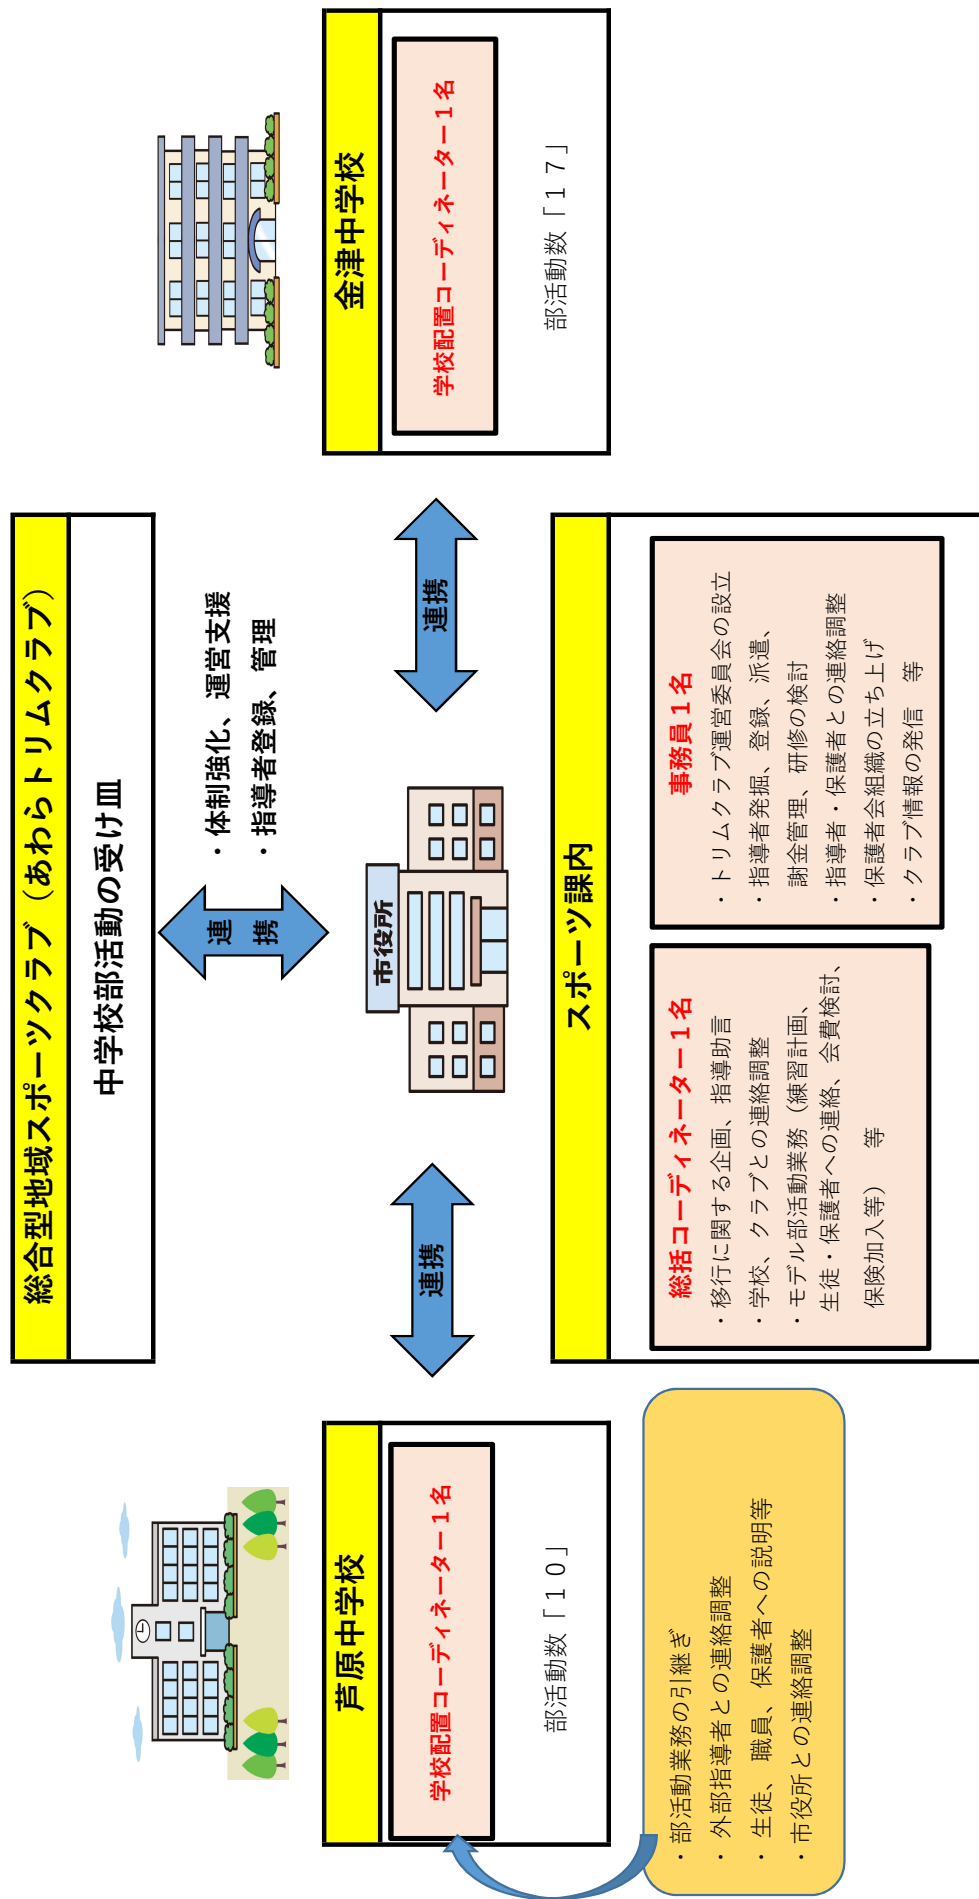 総合型地域スポーツクラブ（あわらトリムクラブ）
中学校部活動の受け皿
連携
・体制強化、運営支援
・指導者登録、管理
芦原中学校
学校配置コーディネーター１名
部活動数「１０」
連携
市役所
連携
金津中学校
学校配置コーディネーター１名
部活動数「１７」
・部活動業務の引継ぎ
・外部指導者との連絡調整
・生徒、職員、保護者への説明等
・市役所との連絡調整
スポーツ課内
総括コーディネーター1名
・移行に関する企画、指導助言
・学校、クラブとの連絡調整
・モデル部活動業務（練習計画、
生徒・保護者への連絡、会費検討、
保険加入等）　等
事務員１名
・トリムクラブ運営委員会の設立
・指導者発掘、登録、派遣、
謝金管理、研修の検討
・指導者・保護者との連絡調整
・保護者会組織の立ち上げ
・クラブ情報の発信　等